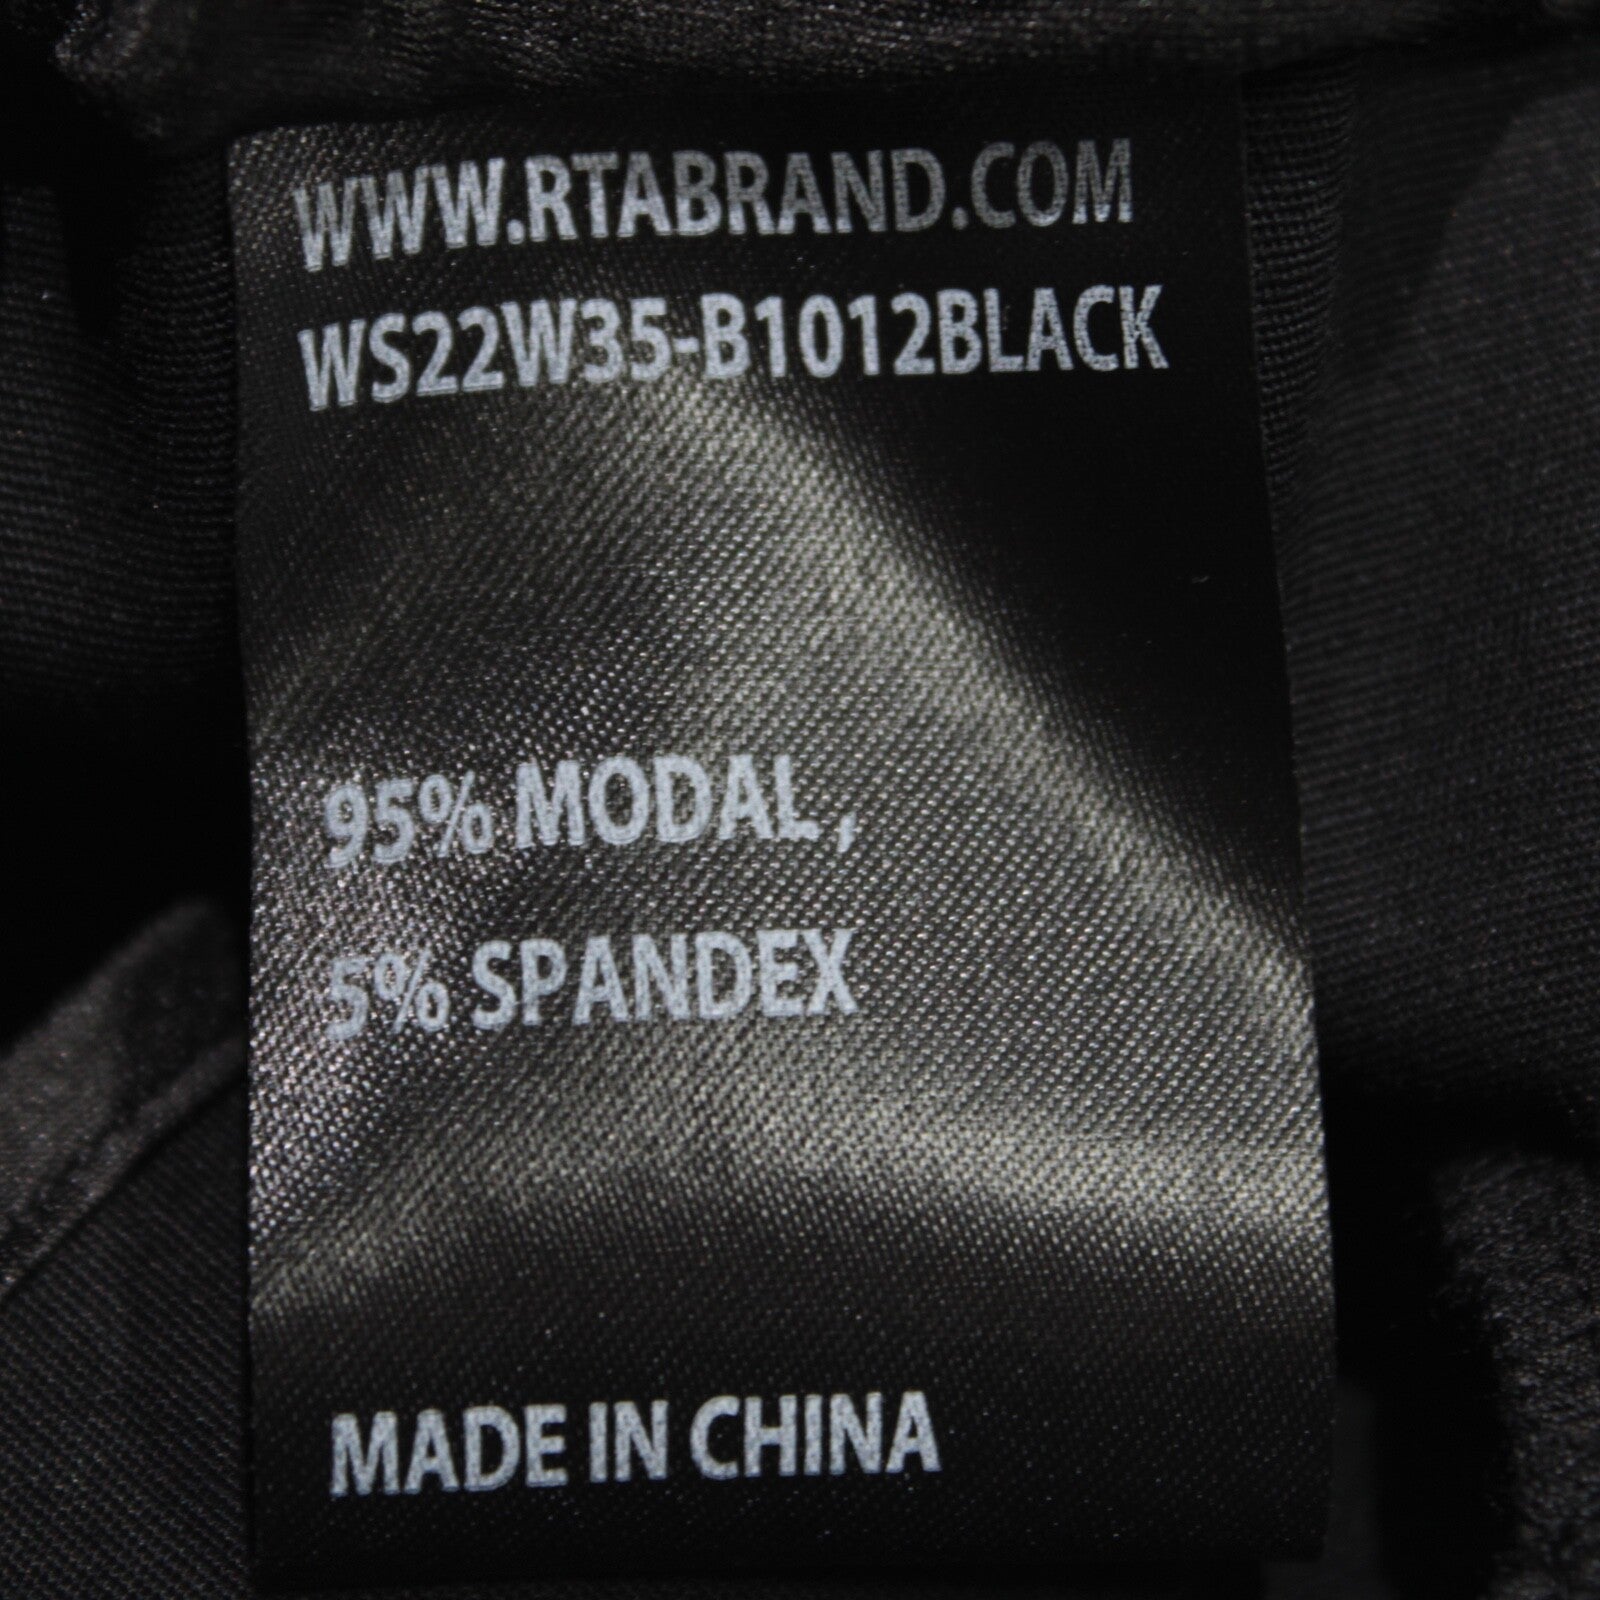 WWW.RTABRAND.COM
WS22W35-B1012BLACK
95% MODAL,
5% SPANDEX
MADE IN CHINA